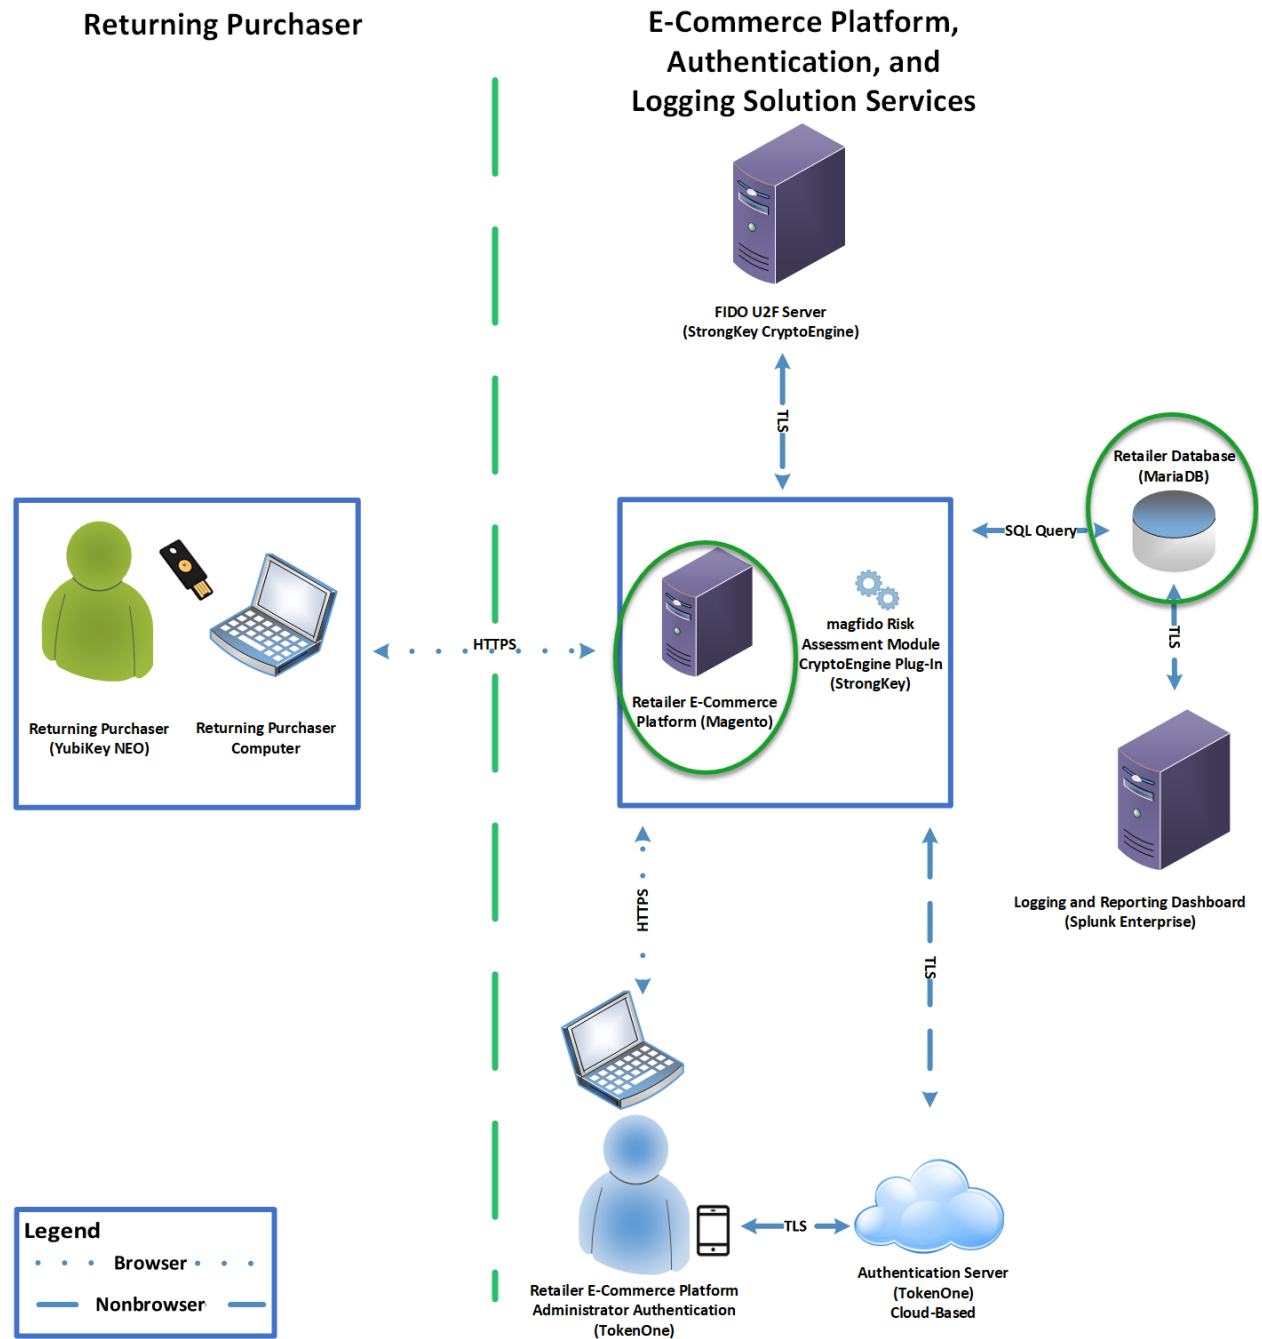 Returning Purchaser
E-Commerce Platform,
Authentication, and
Logging Solution Services
FIDO U2F Server
(StrongKey CryptoEngine)
TLS
Retailer Database
(MariaDB)
SQL Query
TLS
HTTPS
magfido Risk
Assessment Module
CryptoEngine Plug-In
(StrongKey)
Retailer E-Commerce
Platform (Magento)
Returning Purchaser
(YubiKey NEO)
Returning Purchaser
Computer
Logging and Reporting Dashboard
(Splunk Enterprise)
HTTPS
TLS
TLS
Retailer E-Commerce Platform
Administrator Authentication
(TokenOne)
Authentication Server
(TokenOne)
Cloud-Based
Legend
Browser
Nonbrowser